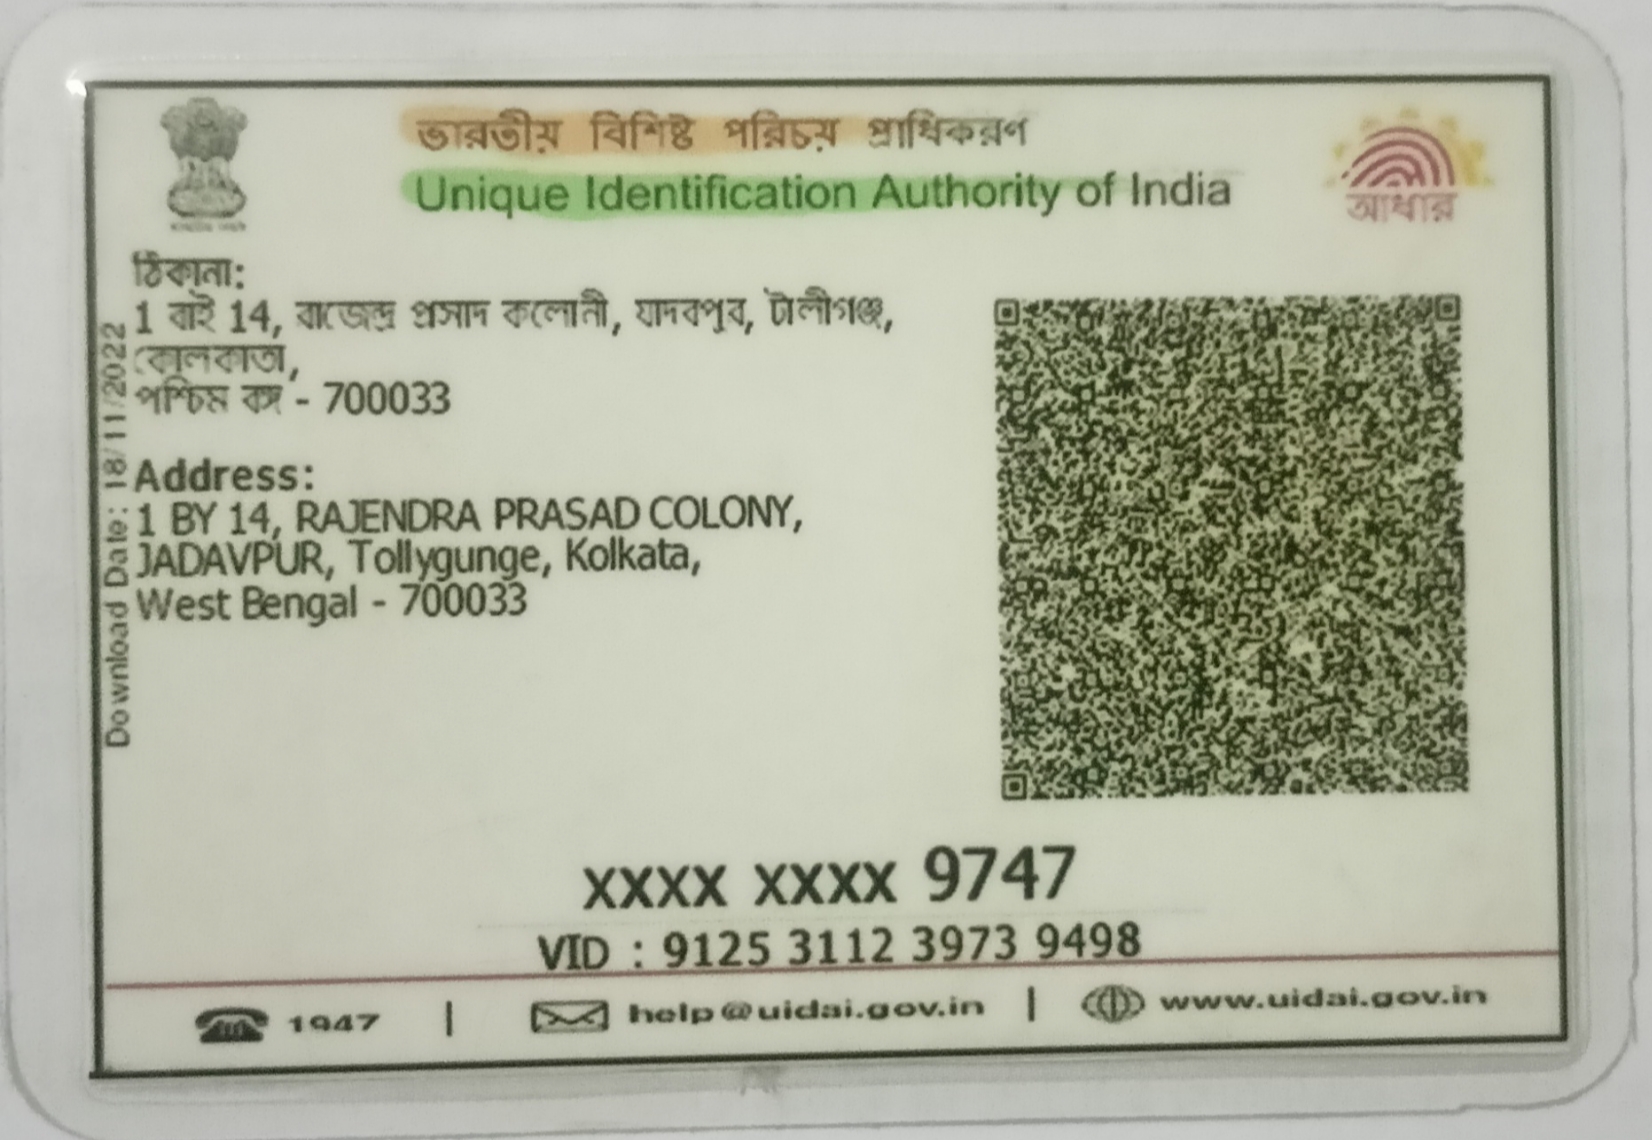 ভারতীয় বিশিষ্ট পরিচয় প্রাধিকরণ
Unique Identification Authority of India
আধার
ঠিকানা:
1 বাই 14, রাজেন্দ্র প্রসাদ কলোনী, যাদবপুর, টালীগঞ্জ,
কোলকাতা,
পশ্চিম বঙ্গ - 700033
Address:
1 BY 14, RAJENDRA PRASAD COLONY,
JADAVPUR, Tollygunge, Kolkata,
West Bengal - 700033
Download Date: 18/11/2022
XXXX XXXX 9747
VID : 9125 3112 3973 9498
1947 | help@uidai.gov.in | www.uidai.gov.in